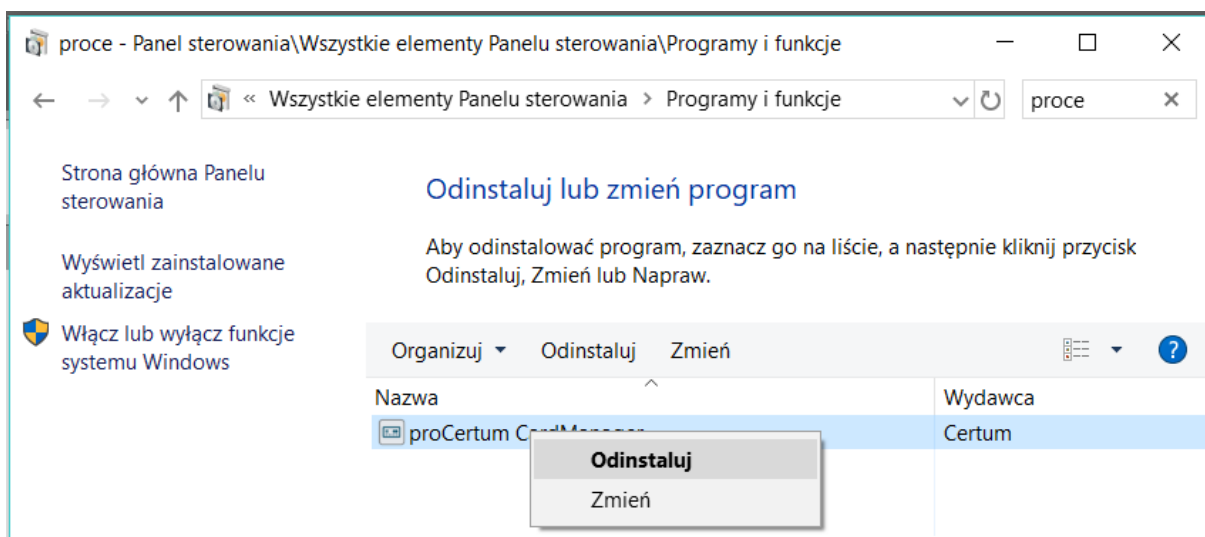 proce - Panel sterowania\Wszystkie elementy Panelu sterowania\Programy i funkcje
« Wszystkie elementy Panelu sterowania > Programy i funkcje
proce
Strona główna Panelu
sterowania
Wyświetl zainstalowane
aktualizacje
Włącz lub wyłącz funkcje
systemu Windows
Odinstaluj lub zmień program
Aby odinstalować program, zaznacz go na liście, a następnie kliknij przycisk
Odinstaluj, Zmień lub Napraw.
Organizuj Odinstaluj Zmień ?
Nazwa Wydawca
proCertum CardManager Certum
Odinstaluj
Zmień